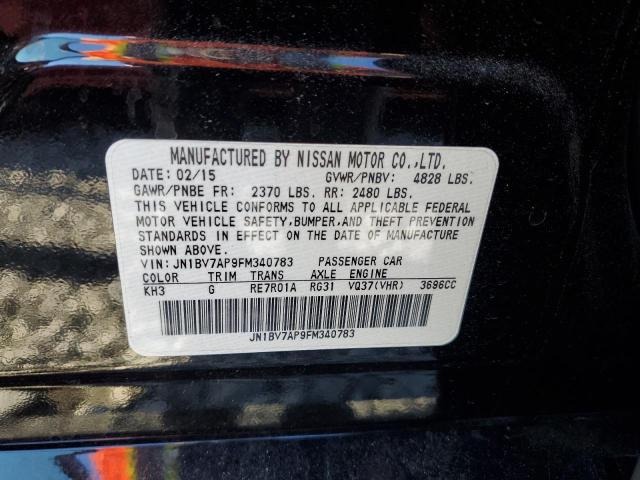 MANUFACTURED BY NISSAN MOTOR CO.,LTD.
DATE: 02/15 GVWR/PNBV: 4828 LBS.
GAWR/PNBE FR: 2370 LBS. RR: 2480 LBS.
THIS VEHICLE CONFORMS TO ALL APPLICABLE FEDERAL
MOTOR VEHICLE SAFETY,BUMPER,AND THEFT PREVENTION
STANDARDS IN EFFECT ON THE DATE OF MANUFACTURE
SHOWN ABOVE.
VIN: JN1BV7AP9FM340783 PASSENGER CAR
COLOR TRIM TRANS AXLE ENGINE
KH3 G RE7R01A RG31 VQ37(VHR) 3696CC
JN1BV7AP9FM340783